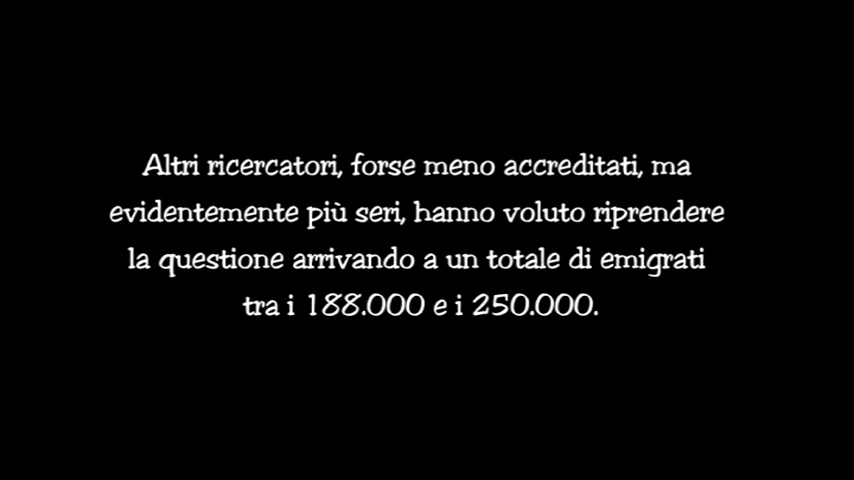 Altri ricercatori, forse meno accreditati, ma
evidentemente più seri, hanno voluto riprendere
la questione arrivando a un totale di emigrati
tra i 188.000 e i 250.000.